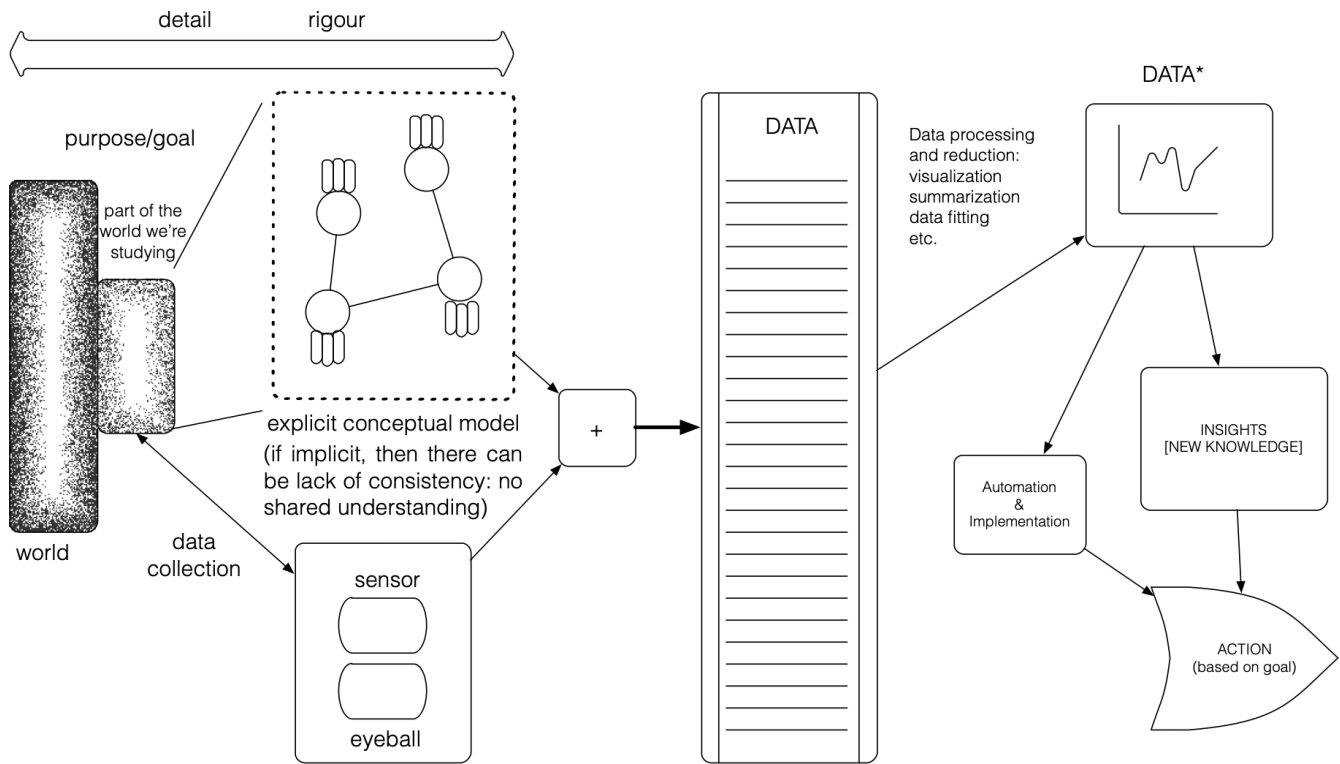 detail rigour
purpose/goal
part of the
world we're
studying
world
explicit conceptual model
(if implicit, then there can
be lack of consistency: no
shared understanding)
data
collection
sensor
eyeball
+
DATA
Data processing
and reduction:
visualization
summarization
data fitting
etc.
DATA*
Automation
&
Implementation
INSIGHTS
[NEW KNOWLEDGE]
ACTION
(based on goal)